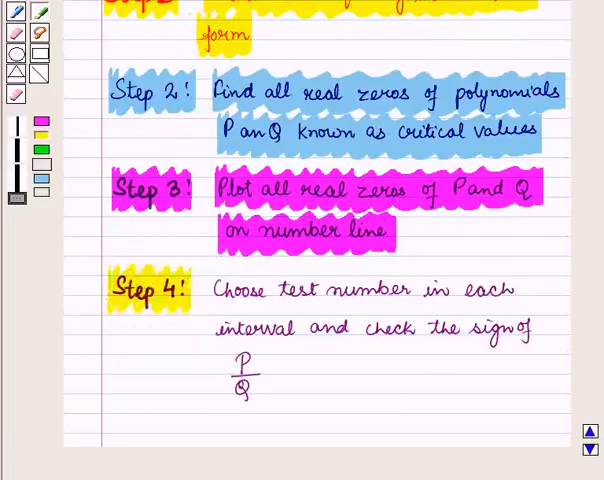 form
Step 2! Find all real zeros of polynomials
P an Q known as critical values
Step 3! Plot all real zeros of P and Q
on number line
Step 4! Choose test number in each
interval and check the sign of
P
Q